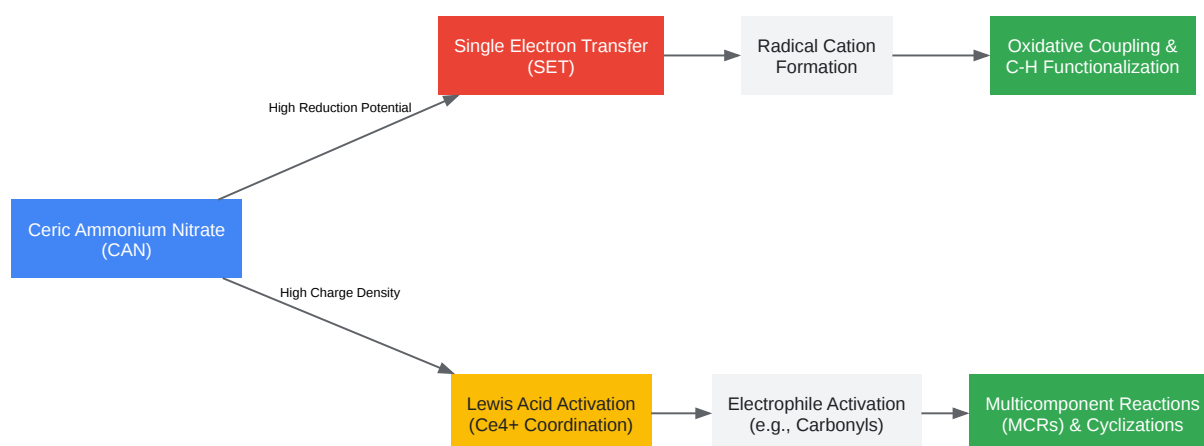 Single Electron Transfer
(SET)
Radical Cation
Formation
Oxidative Coupling &
C-H Functionalization
High Reduction Potential
Ceric Ammonium Nitrate
(CAN)
High Charge Density
Lewis Acid Activation
(Ce4+ Coordination)
Electrophile Activation
(e.g., Carbonyls)
Multicomponent Reactions
(MCRs) & Cyclizations